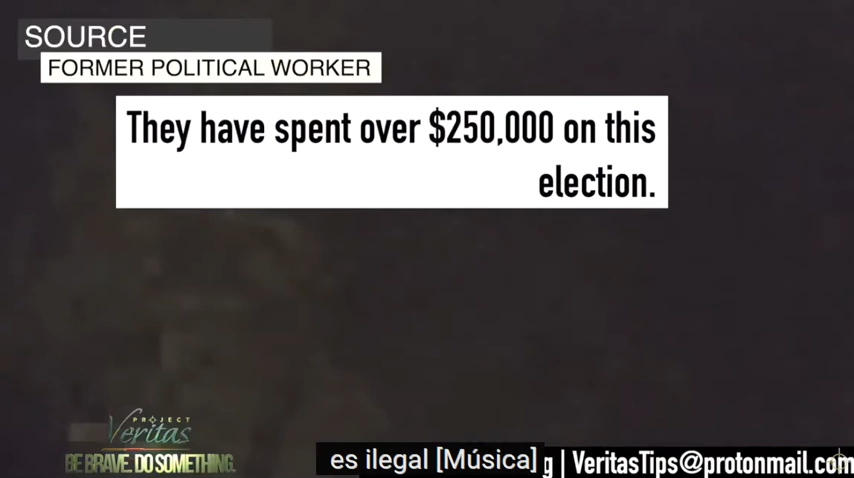 SOURCE
FORMER POLITICAL WORKER
They have spent over $250,000 on this
election.
PROJECT
Veritas
BE BRAVE. DO SOMETHING.
es ilegal [Música]
g | VeritasTips@protonmail.com